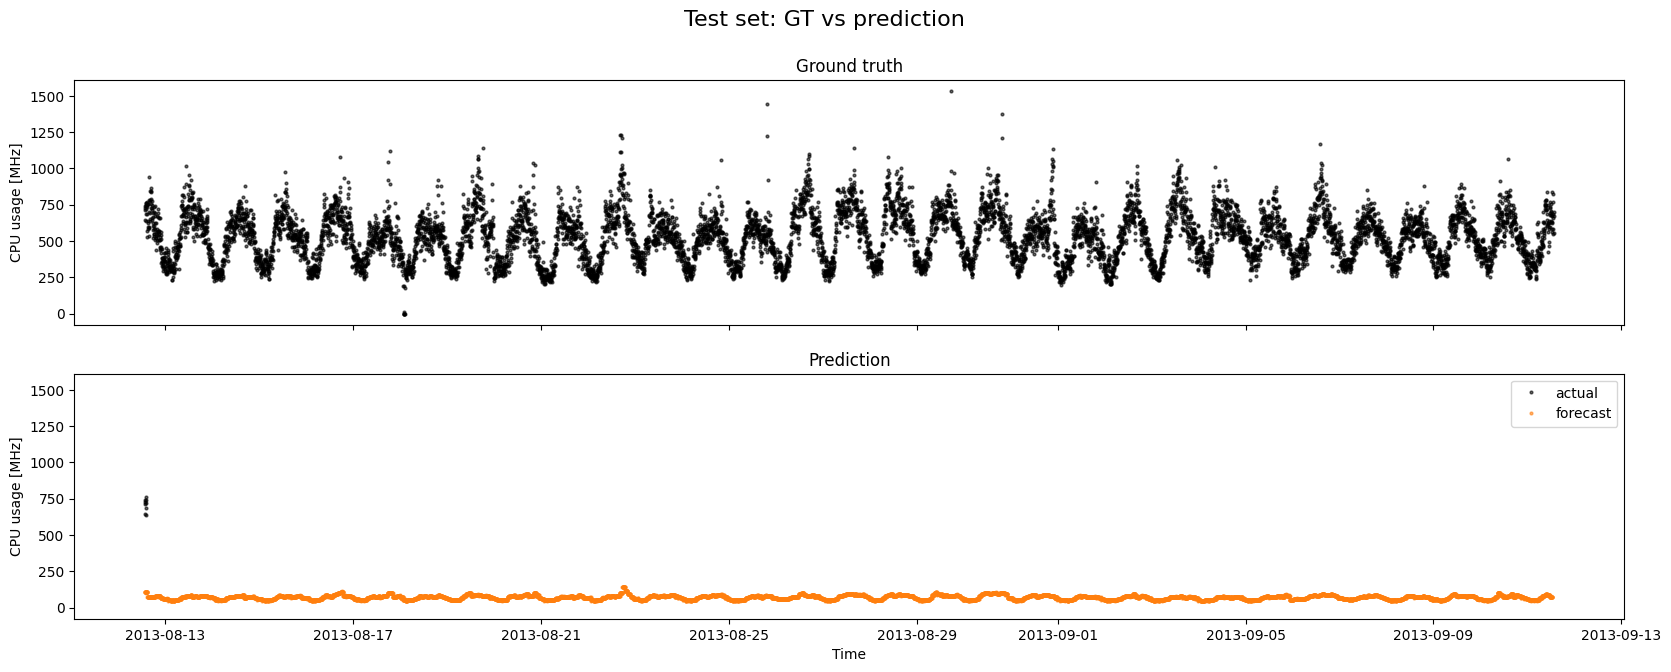 Test set: GT vs prediction
Ground truth
1500
1250
1000
750
500
250
0
CPU usage [MHz]
Prediction
1500
1250
1000
750
500
250
0
CPU usage [MHz]
actual
forecast
2013-08-13 2013-08-17 2013-08-21 2013-08-25 2013-08-29 2013-09-01 2013-09-05 2013-09-09 2013-09-13
Time